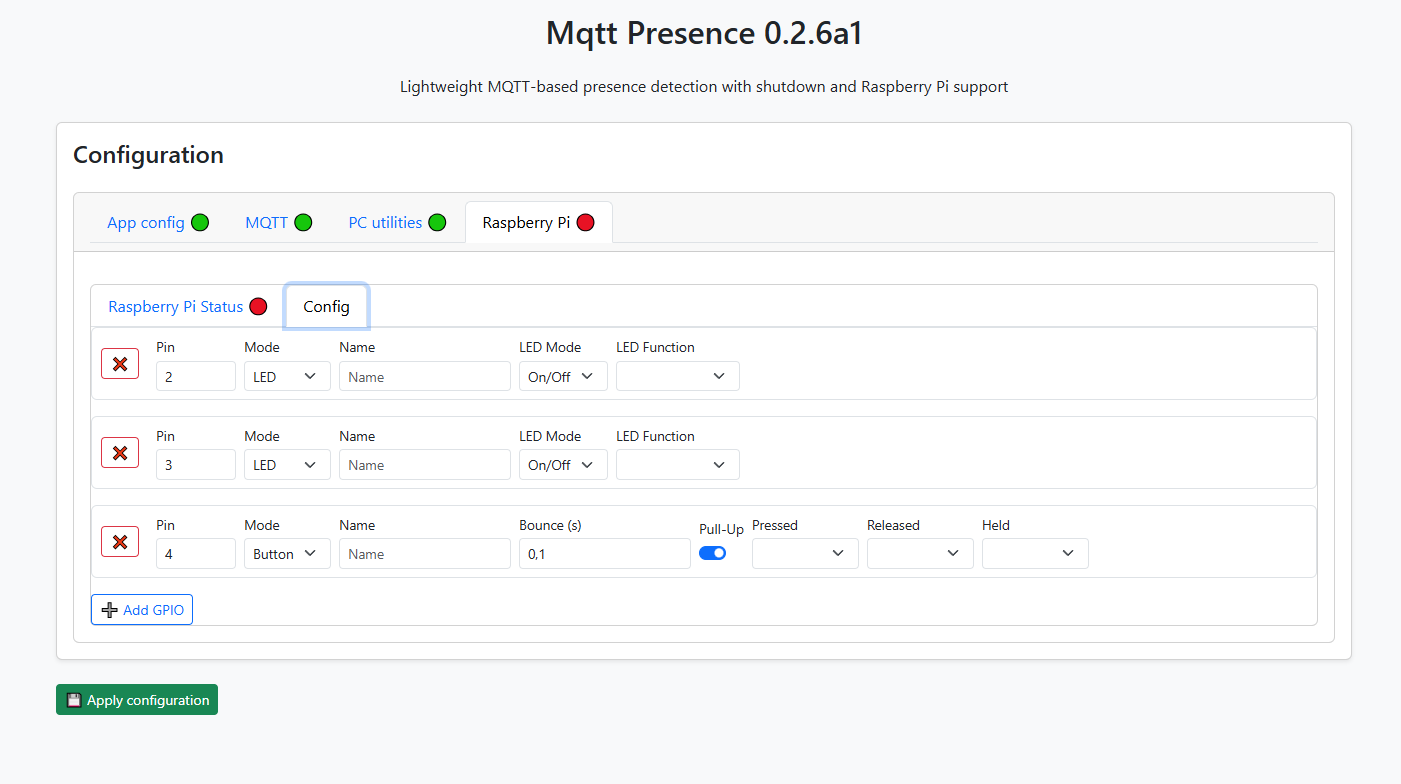 Mqtt Presence 0.2.6a1
Lightweight MQTT-based presence detection with shutdown and Raspberry Pi support
Configuration
App config MQTT PC utilities Raspberry Pi
Raspberry Pi Status Config
Pin Mode Name LED Mode LED Function
2 LED Name On/Off
Pin Mode Name LED Mode LED Function
3 LED Name On/Off
Pin Mode Name Bounce (s) Pull-Up Pressed Released Held
4 Button Name 0,1
Add GPIO
Apply configuration